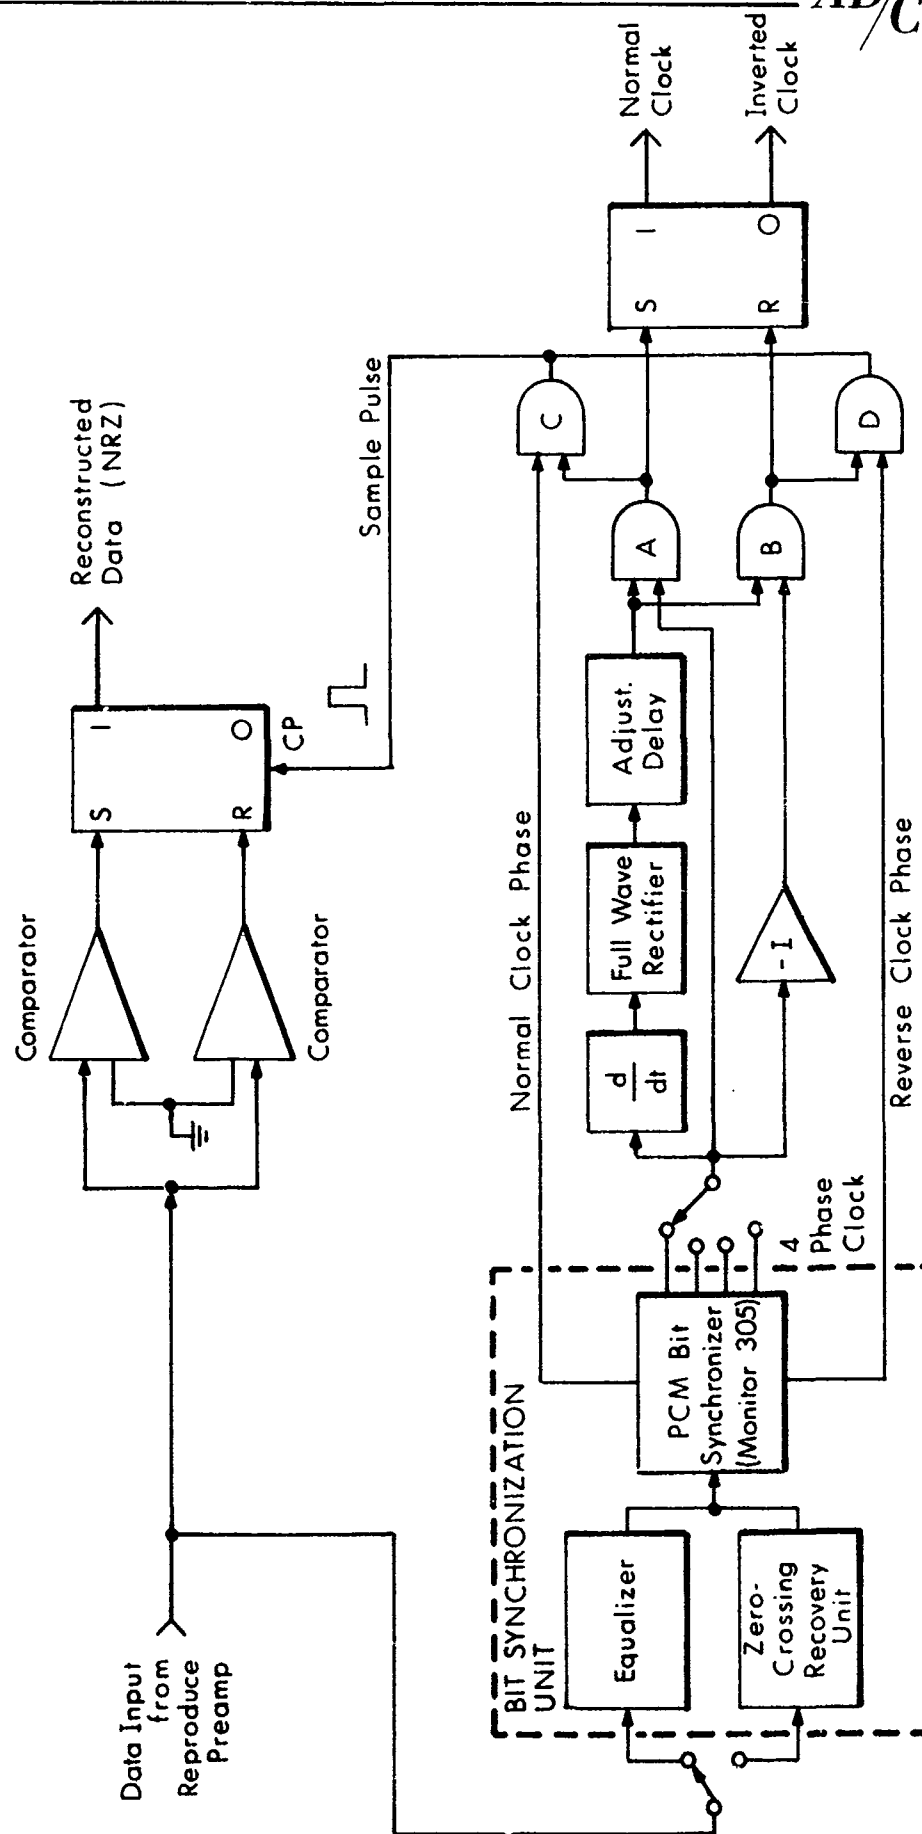 AD/C
Data Input
from
Reproduce
Preamp
Comparator
Comparator
S I
R O
CP
Reconstructed
Data (NRZ)
Sample Pulse
BIT SYNCHRONIZATION
UNIT
Equalizer
Zero-
Crossing
Recovery
Unit
PCM Bit
Synchronizer
(Monitor 305)
4
Phase
Clock
Normal Clock Phase
Reverse Clock Phase
d
dt
Full Wave
Rectifier
Adjust.
Delay
-I
A
B
C
D
S I
R O
Normal
Clock
Inverted
Clock